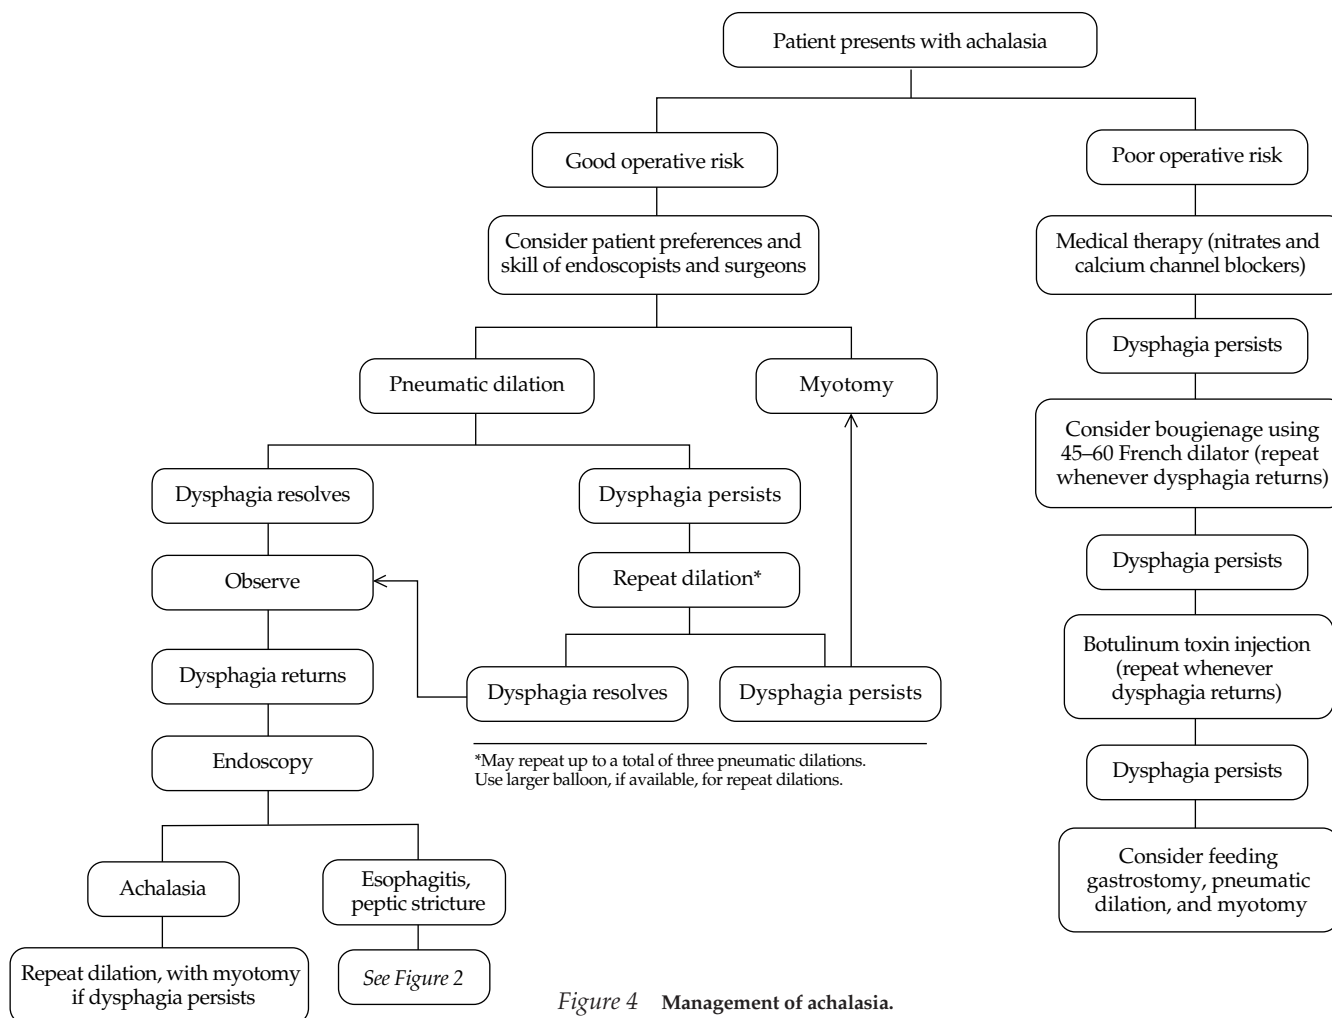 Patient presents with achalasia
Good operative risk
Poor operative risk
Consider patient preferences and
skill of endoscopists and surgeons
Medical therapy (nitrates and
calcium channel blockers)
Dysphagia persists
Pneumatic dilation
Myotomy
Consider bougienage using
45–60 French dilator (repeat
whenever dysphagia returns)
Dysphagia resolves
Dysphagia persists
Dysphagia persists
Observe
Repeat dilation*
Botulinum toxin injection
(repeat whenever
dysphagia returns)
Dysphagia returns
Dysphagia resolves
Dysphagia persists
Endoscopy
*May repeat up to a total of three pneumatic dilations.
Use larger balloon, if available, for repeat dilations.
Dysphagia persists
Achalasia
Esophagitis,
peptic stricture
Consider feeding
gastrostomy, pneumatic
dilation, and myotomy
Repeat dilation, with myotomy
if dysphagia persists
See Figure 2
Figure 4 Management of achalasia.